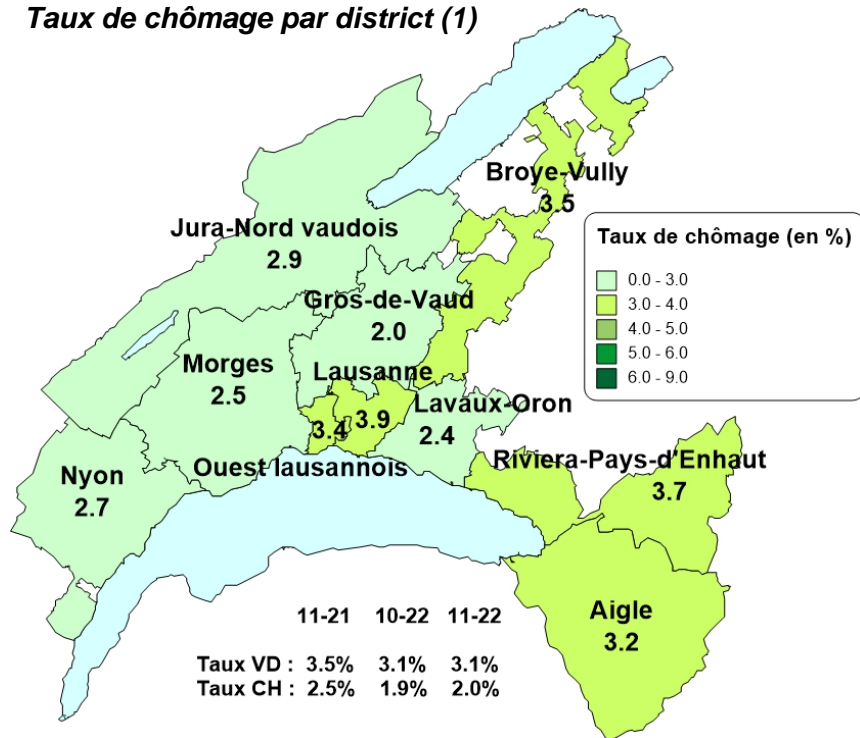 Taux de chômage par district (1)
Broye-Vully
3.5
Jura-Nord vaudois
2.9
Taux de chômage (en %)
0.0 - 3.0
3.0 - 4.0
4.0 - 5.0
5.0 - 6.0
6.0 - 9.0
Gros-de-Vaud
2.0
Morges
2.5
Lausanne
3.9
3.4
Lavaux-Oron
2.4
Ouest lausannois
Riviera-Pays-d'Enhaut
3.7
Nyon
2.7
Aigle
3.2
11-21 10-22 11-22
Taux VD : 3.5% 3.1% 3.1%
Taux CH : 2.5% 1.9% 2.0%